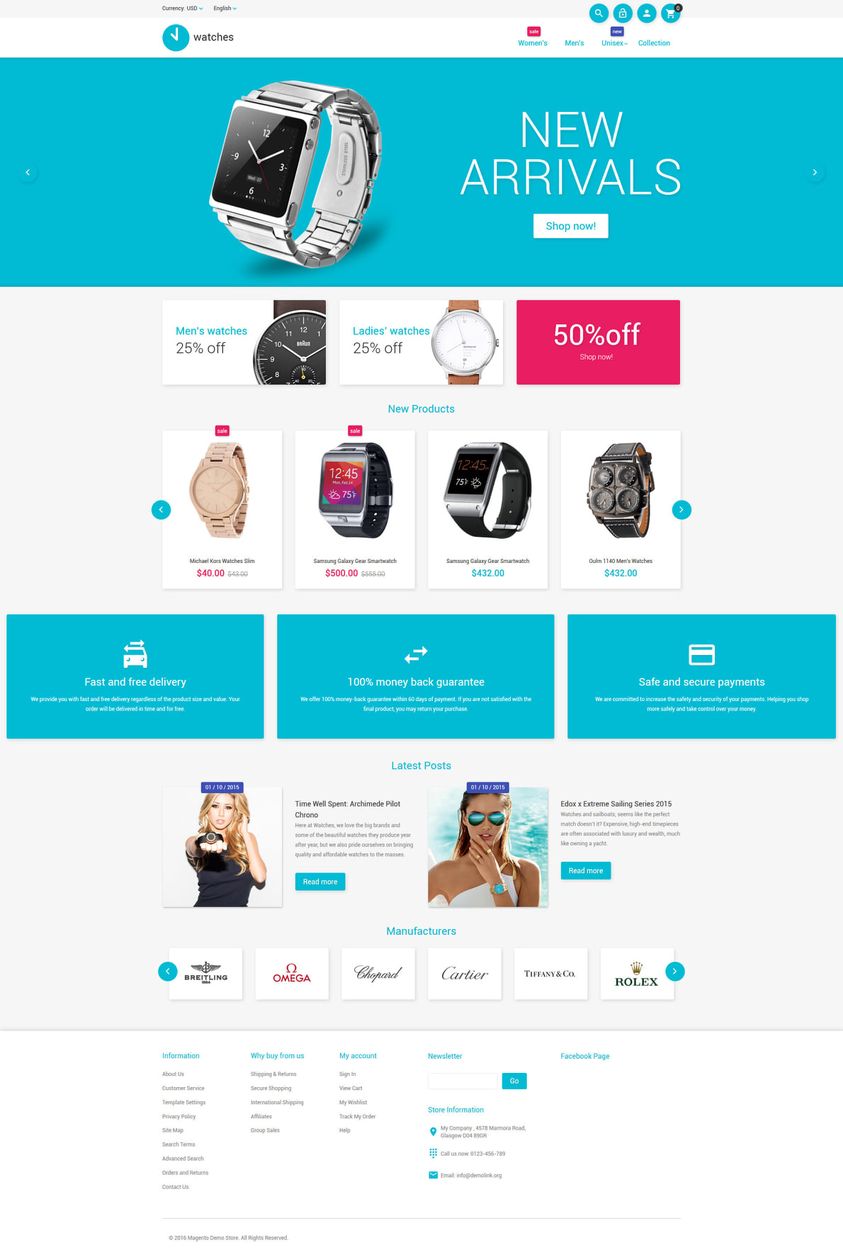 Currency: USD
English
0
watches
sale
new
Women's
Men's
Unisex
Collection
NEW
ARRIVALS
Shop now!
Men's watches
25% off
Ladies' watches
25% off
50%off
Shop now!
BRAUN
New Products
sale
sale
12:45
75°F
12:45
75°
Michael Kors Watches Slim
$40.00 $43.00
Samsung Galaxy Gear Smartwatch
$500.00 $555.00
Samsung Galaxy Gear Smartwatch
$432.00
Oulm 1140 Men's Watches
$432.00
Fast and free delivery
We provide you with fast and free delivery regardless of the product size and value. Your
order will be delivered in time and for free.
100% money back guarantee
We offer 100% money-back guarantee within 60 days of payment. If you are not satisfied with the
final product, you may return your purchase.
Safe and secure payments
We are committed to increase the safety and security of your payments. Helping you shop
more safely and take control over your money.
Latest Posts
01 / 10 / 2015
Time Well Spent: Archimede Pilot
Chrono
Here at Watches, we love the big brands and
some of the beautiful watches they produce year
after year, but we also pride ourselves on bringing
quality and affordable watches to the masses.
Read more
01 / 10 / 2015
Edox x Extreme Sailing Series 2015
Watches and sailboats, seems like the perfect
match doesn't it? Expensive, high-end timepieces
are often associated with luxury and wealth, much
like owning a yacht.
Read more
Manufacturers
BREITLING
1884
OMEGA
Chopard
Cartier
TIFFANY & CO.
ROLEX
Information
About Us
Customer Service
Template Settings
Privacy Policy
Site Map
Search Terms
Advanced Search
Orders and Returns
Contact Us
Why buy from us
Shipping & Returns
Secure Shopping
International Shipping
Affiliates
Group Sales
My account
Sign In
View Cart
My Wishlist
Track My Order
Help
Newsletter
Go
Store Information
My Company , 4578 Marmora Road,
Glasgow D04 89GR
Call us now: 0123-456-789
Email: info@demolink.org
Facebook Page
© 2016 Magento Demo Store. All Rights Reserved.